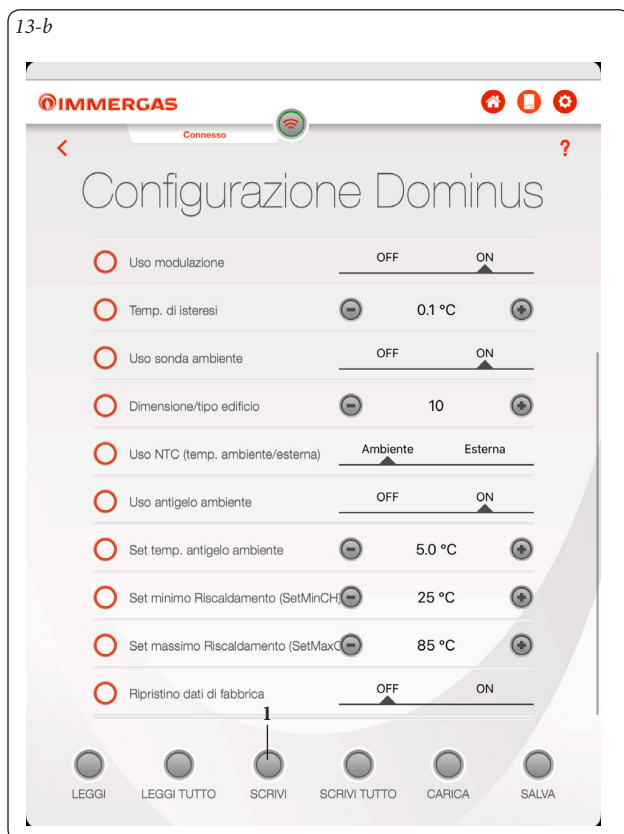 13-b
IMMERGAS
Connesso
?
Configurazione Dominus
Uso modulazione OFF ON
Temp. di isteresi 0.1 °C
Uso sonda ambiente OFF ON
Dimensione/tipo edificio 10
Uso NTC (temp. ambiente/esterna) Ambiente Esterna
Uso antigelo ambiente OFF ON
Set temp. antigelo ambiente 5.0 °C
Set minimo Riscaldamento (SetMinCH) 25 °C
Set massimo Riscaldamento (SetMaxC 85 °C
Ripristino dati di fabbrica OFF ON
1
LEGGI LEGGI TUTTO SCRIVI SCRIVI TUTTO CARICA SALVA